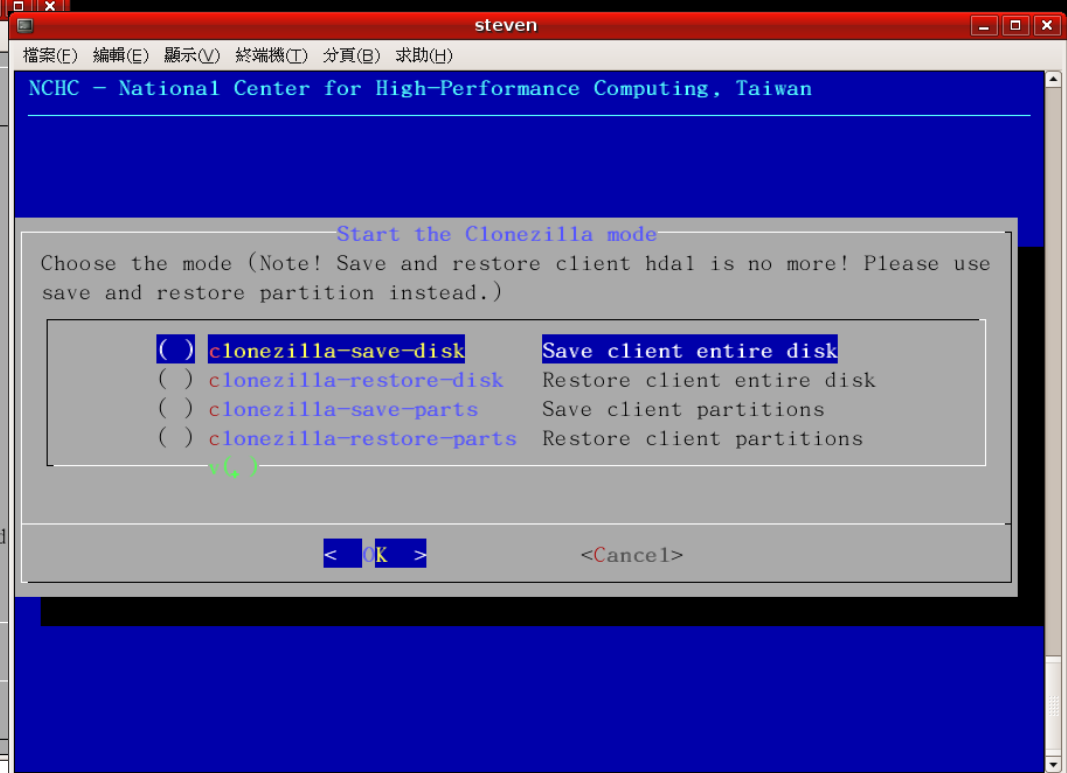 steven
檔案(F) 編輯(E) 顯示(V) 終端機(T) 分頁(B) 求助(H)
NCHC - National Center for High-Performance Computing, Taiwan
Start the Clonezilla mode
Choose the mode (Note! Save and restore client hda1 is no more! Please use
save and restore partition instead.)
( ) clonezilla-save-disk Save client entire disk
( ) clonezilla-restore-disk Restore client entire disk
( ) clonezilla-save-parts Save client partitions
( ) clonezilla-restore-parts Restore client partitions
v(+)
< OK > <Cancel>